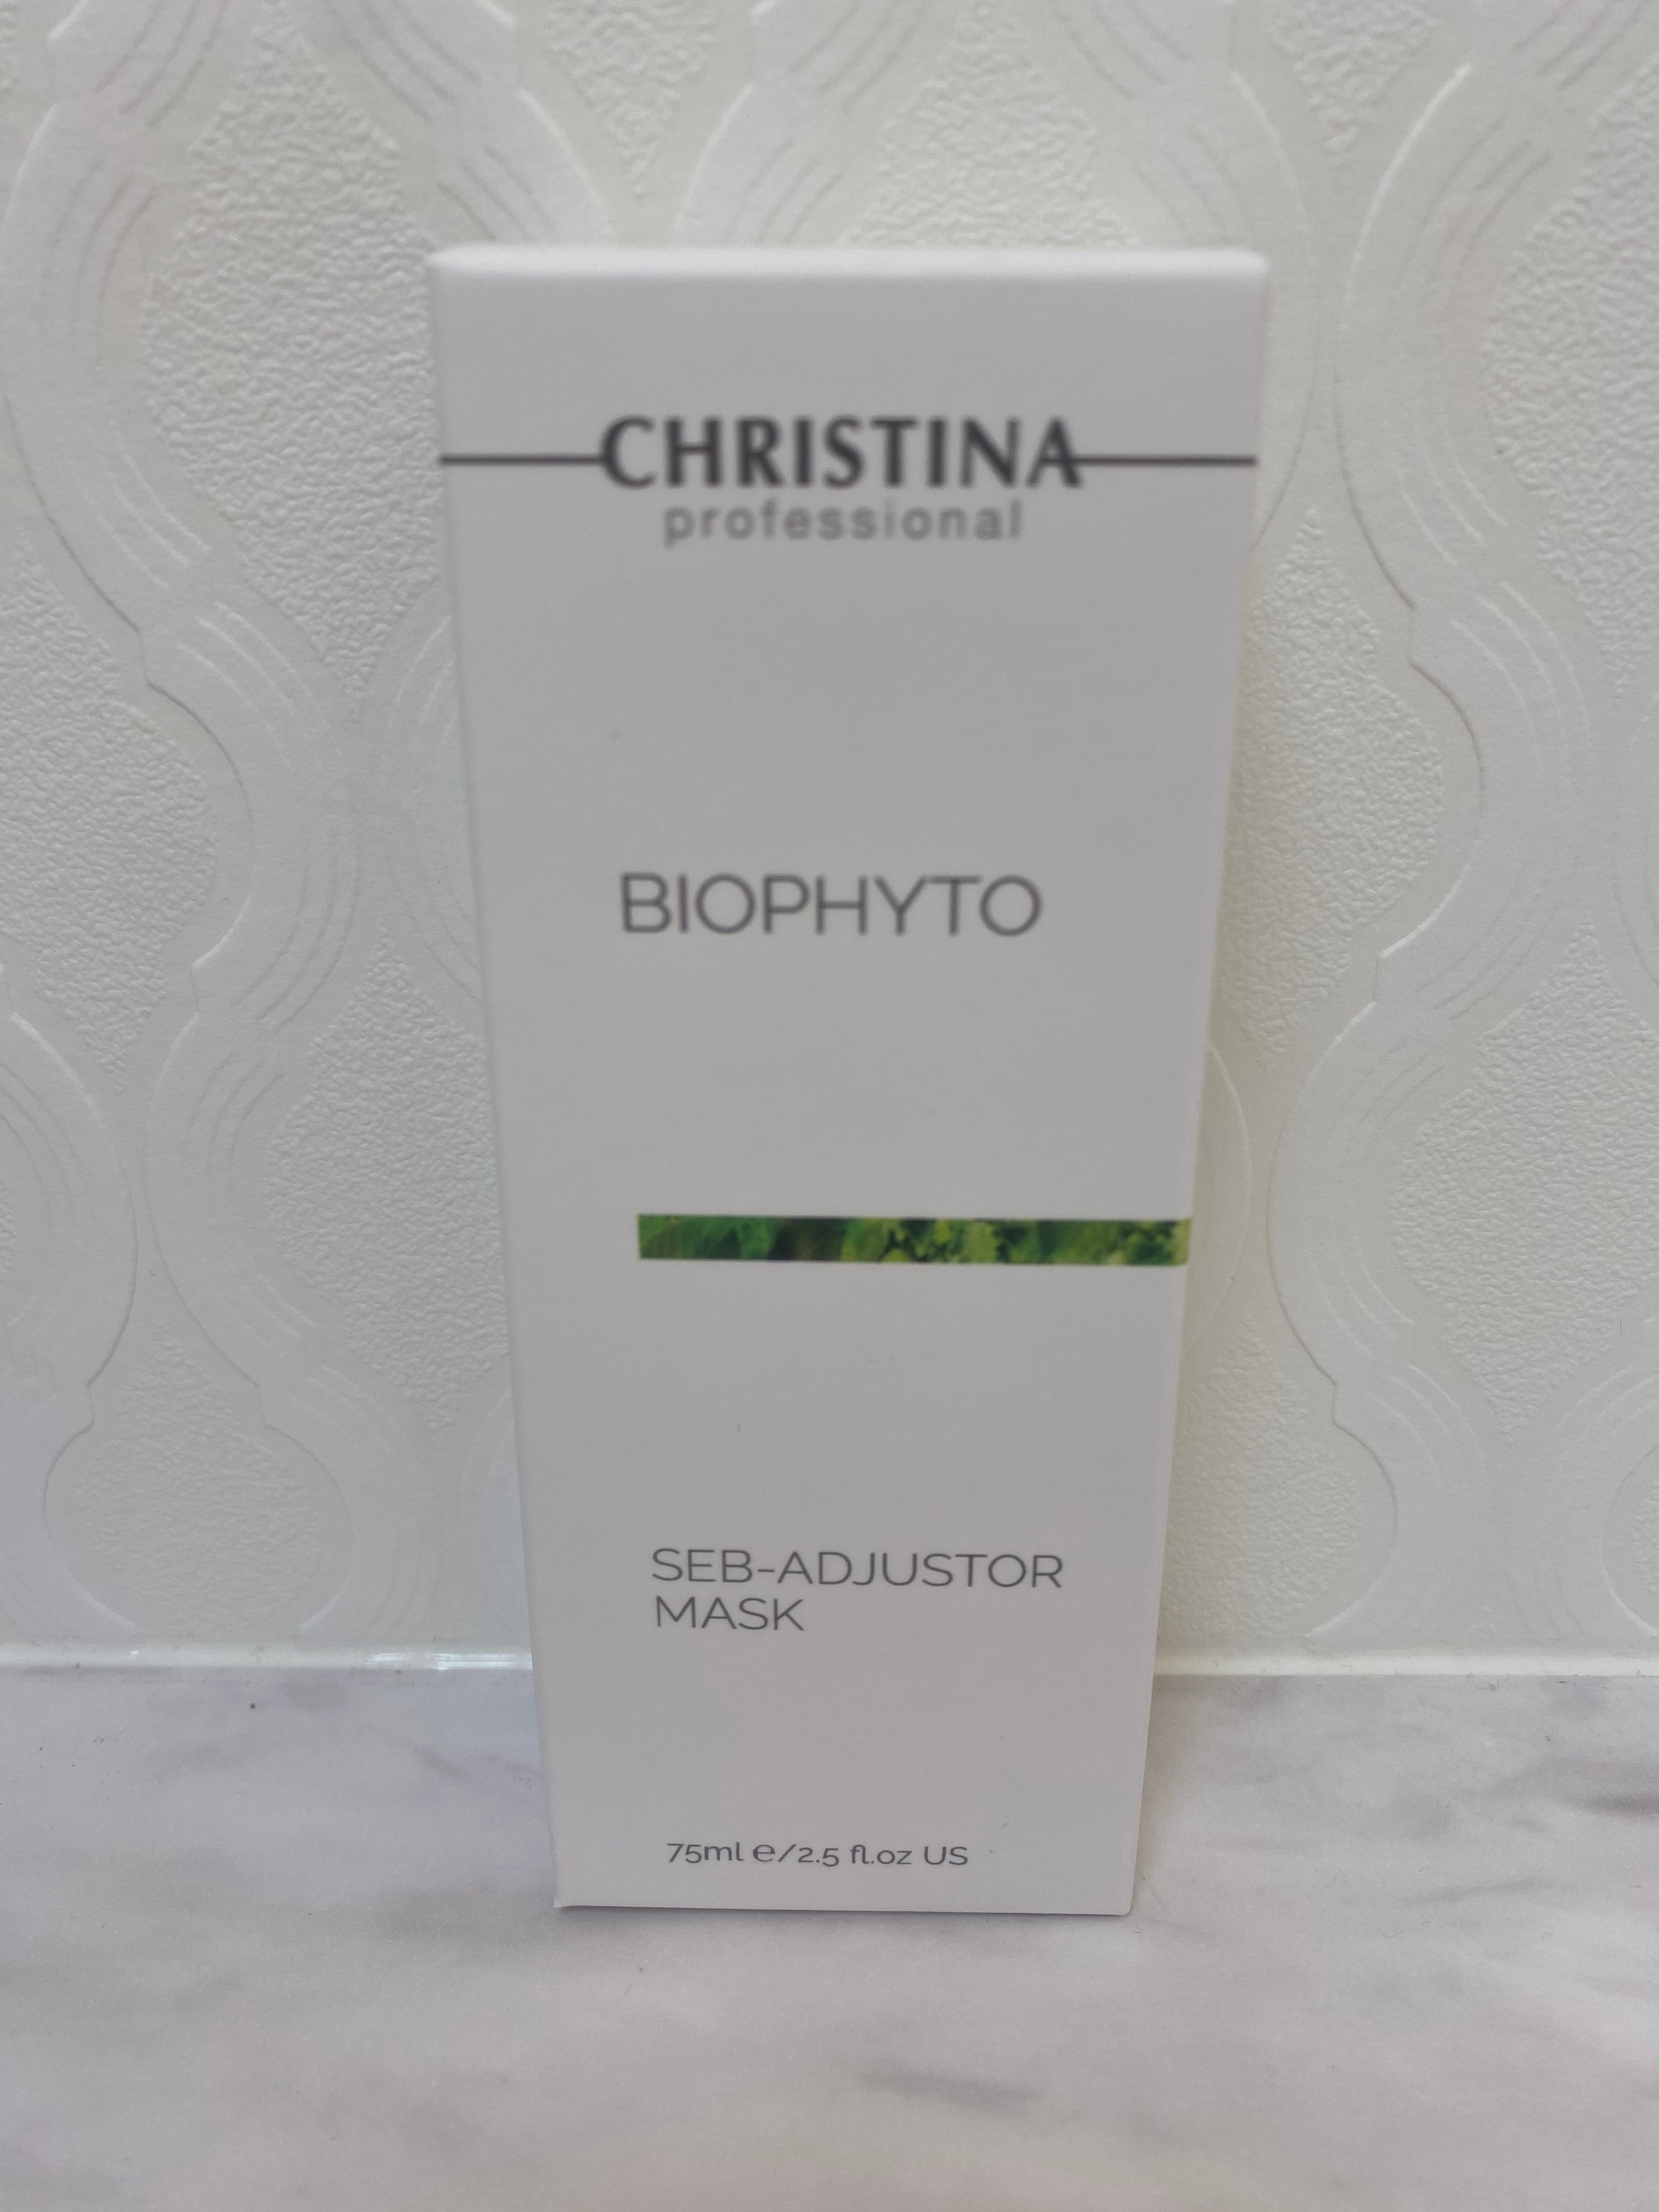 CHRISTINA
professional
BIOPHYTO
SEB-ADJUSTOR
MASK
75ml ℮/2.5 fl.oz US